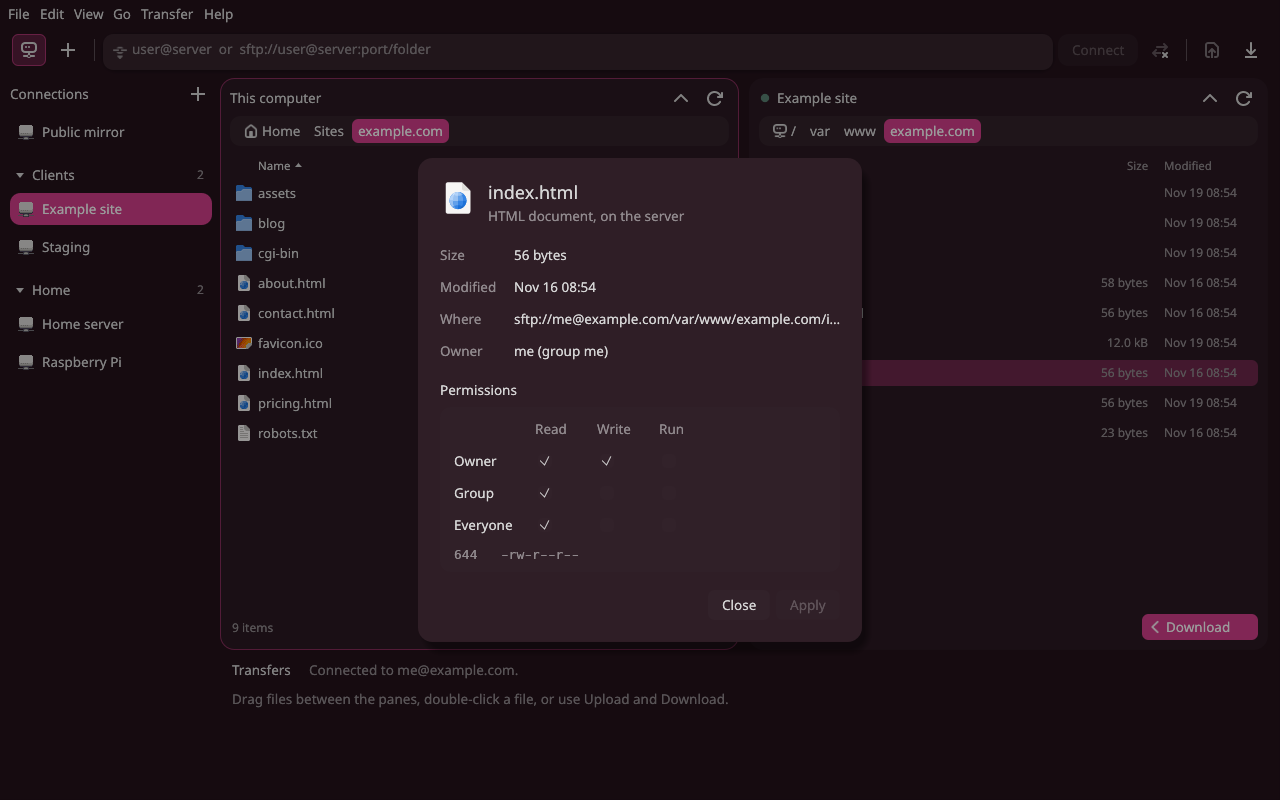 File Edit View Go Transfer Help
user@server or sftp://user@server:port/folder
Connect
Connections
Public mirror
Clients 2
Example site
Staging
Home 2
Home server
Raspberry Pi
This computer
Home Sites example.com
Name
assets
blog
cgi-bin
about.html
contact.html
favicon.ico
index.html
pricing.html
robots.txt
9 items
Example site
/ var www example.com
Size Modified
Nov 19 08:54
Nov 19 08:54
Nov 19 08:54
58 bytes Nov 16 08:54
56 bytes Nov 16 08:54
12.0 kB Nov 19 08:54
56 bytes Nov 16 08:54
56 bytes Nov 19 08:54
23 bytes Nov 16 08:54
Download
index.html
HTML document, on the server
Size 56 bytes
Modified Nov 16 08:54
Where sftp://me@example.com/var/www/example.com/i...
Owner me (group me)
Permissions
Read Write Run
Owner
Group
Everyone
644 -rw-r--r--
Close Apply
Transfers Connected to me@example.com.
Drag files between the panes, double-click a file, or use Upload and Download.